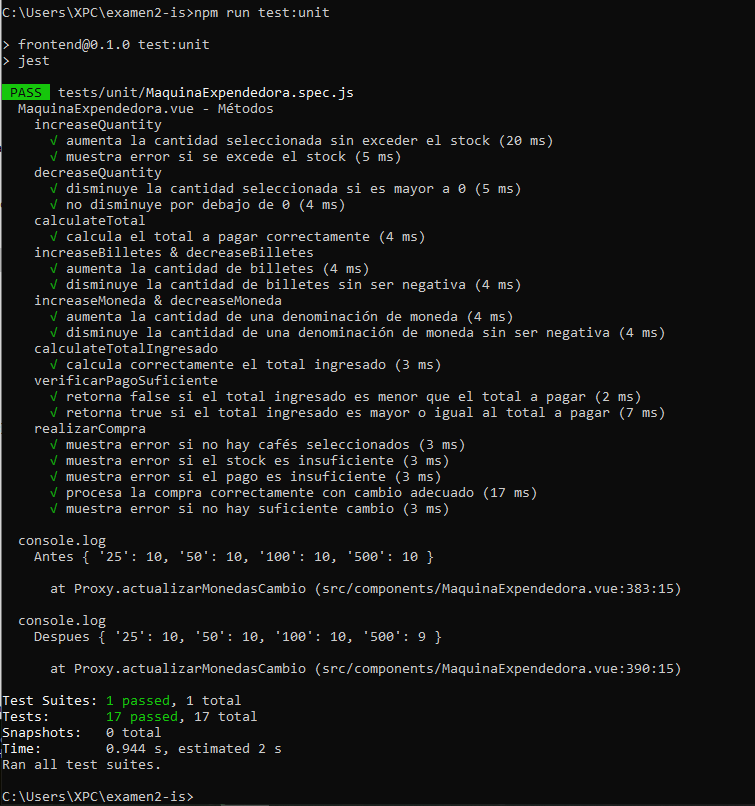 C:\Users\XPC\examen2-is>npm run test:unit
> frontend@0.1.0 test:unit
> jest
PASS tests/unit/MaquinaExpendedora.spec.js
MaquinaExpendedora.vue - Métodos
increaseQuantity
√ aumenta la cantidad seleccionada sin exceder el stock (20 ms)
√ muestra error si se excede el stock (5 ms)
decreaseQuantity
√ disminuye la cantidad seleccionada si es mayor a 0 (5 ms)
√ no disminuye por debajo de 0 (4 ms)
calculateTotal
√ calcula el total a pagar correctamente (4 ms)
increaseBilletes & decreaseBilletes
√ aumenta la cantidad de billetes (4 ms)
√ disminuye la cantidad de billetes sin ser negativa (4 ms)
increaseMoneda & decreaseMoneda
√ aumenta la cantidad de una denominación de moneda (4 ms)
√ disminuye la cantidad de una denominación de moneda sin ser negativa (4 ms)
calculateTotalIngresado
√ calcula correctamente el total ingresado (3 ms)
verificarPagoSuficiente
√ retorna false si el total ingresado es menor que el total a pagar (2 ms)
√ retorna true si el total ingresado es mayor o igual al total a pagar (7 ms)
realizarCompra
√ muestra error si no hay cafés seleccionados (3 ms)
√ muestra error si el stock es insuficiente (3 ms)
√ muestra error si el pago es insuficiente (3 ms)
√ procesa la compra correctamente con cambio adecuado (17 ms)
√ muestra error si no hay suficiente cambio (3 ms)
console.log
Antes { '25': 10, '50': 10, '100': 10, '500': 10 }
at Proxy.actualizarMonedasCambio (src/components/MaquinaExpendedora.vue:383:15)
console.log
Despues { '25': 10, '50': 10, '100': 10, '500': 9 }
at Proxy.actualizarMonedasCambio (src/components/MaquinaExpendedora.vue:390:15)
Test Suites: 1 passed, 1 total
Tests: 17 passed, 17 total
Snapshots: 0 total
Time: 0.944 s, estimated 2 s
Ran all test suites.
C:\Users\XPC\examen2-is>